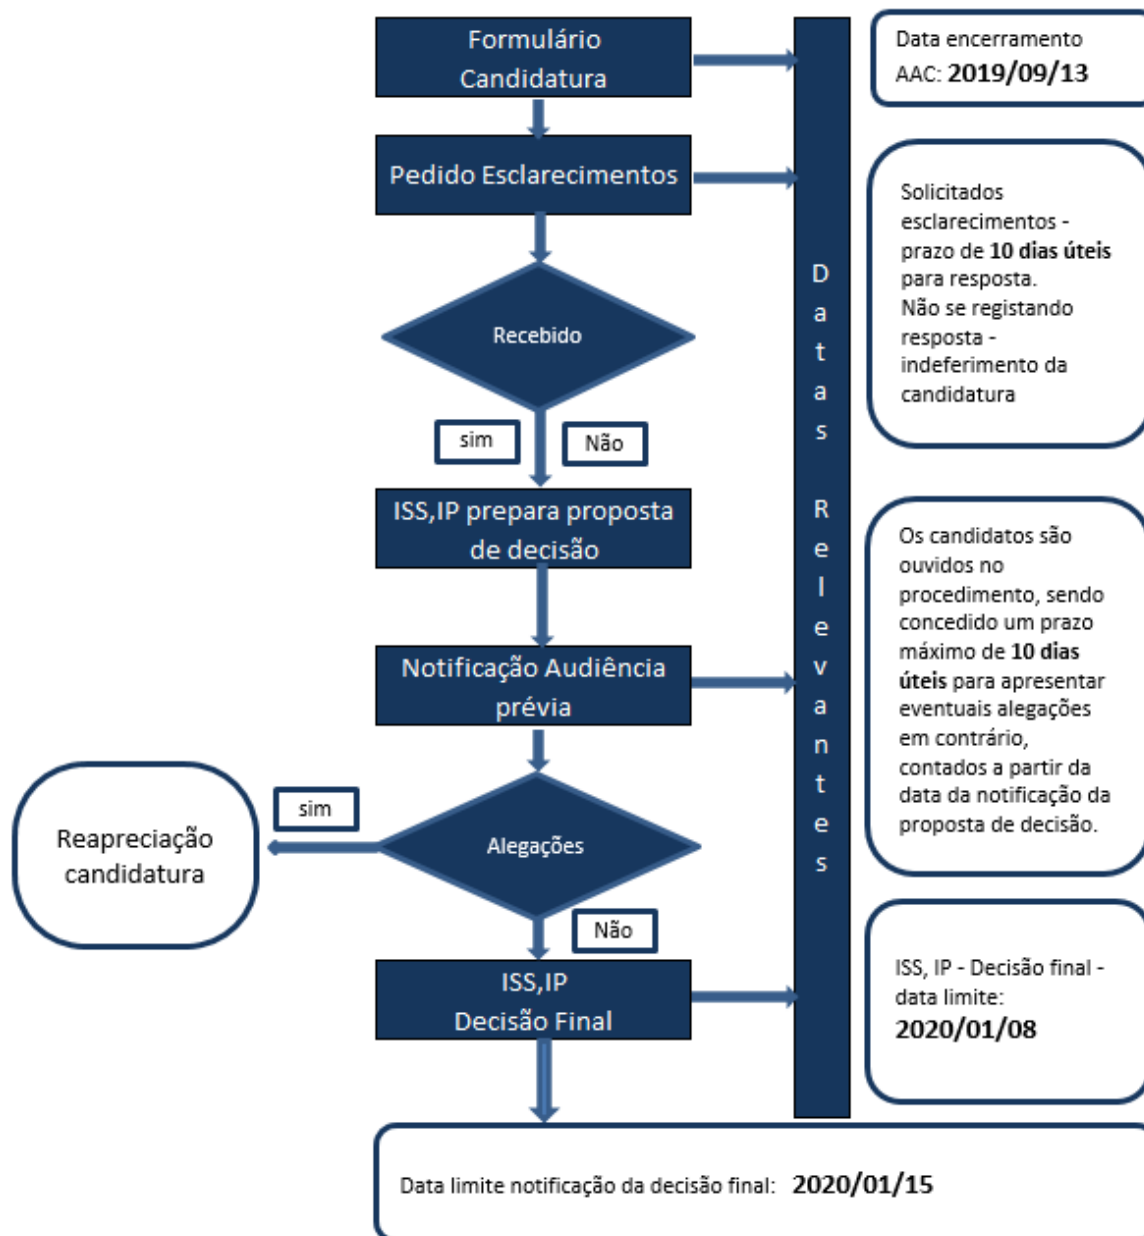 Formulário
Candidatura
Data encerramento
AAC: 2019/09/13
Pedido Esclarecimentos
Solicitados
esclarecimentos -
prazo de 10 dias úteis
para resposta.
Não se registando
resposta -
indeferimento da
candidatura
Recebido
sim
Não
ISS,IP prepara proposta
de decisão
Datas Relevantes
Notificação Audiência
prévia
Os candidatos são
ouvidos no
procedimento, sendo
concedido um prazo
máximo de 10 dias
úteis para apresentar
eventuais alegações
em contrário,
contados a partir da
data da notificação da
proposta de decisão.
Alegações
sim
Reapreciação
candidatura
Não
ISS,IP
Decisão Final
ISS, IP - Decisão final -
data limite:
2020/01/08
Data limite notificação da decisão final: 2020/01/15